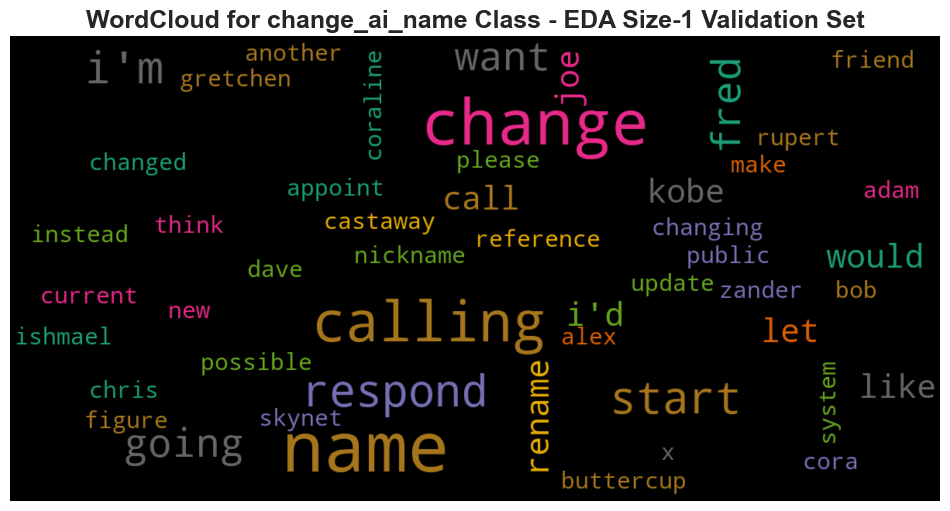 WordCloud for change_ai_name Class - EDA Size-1 Validation Set
i'm
another
gretchen
coraline
want
joe
change
fred
friend
rupert
changed
please
make
appoint
call
kobe
adam
instead
think
castaway
reference
changing
public
would
dave
nickname
update
zander
bob
current
new
calling
i'd
alex
let
ishmael
possible
chris
respond
rename
start
system
like
figure
skynet
going
name
x
cora
buttercup